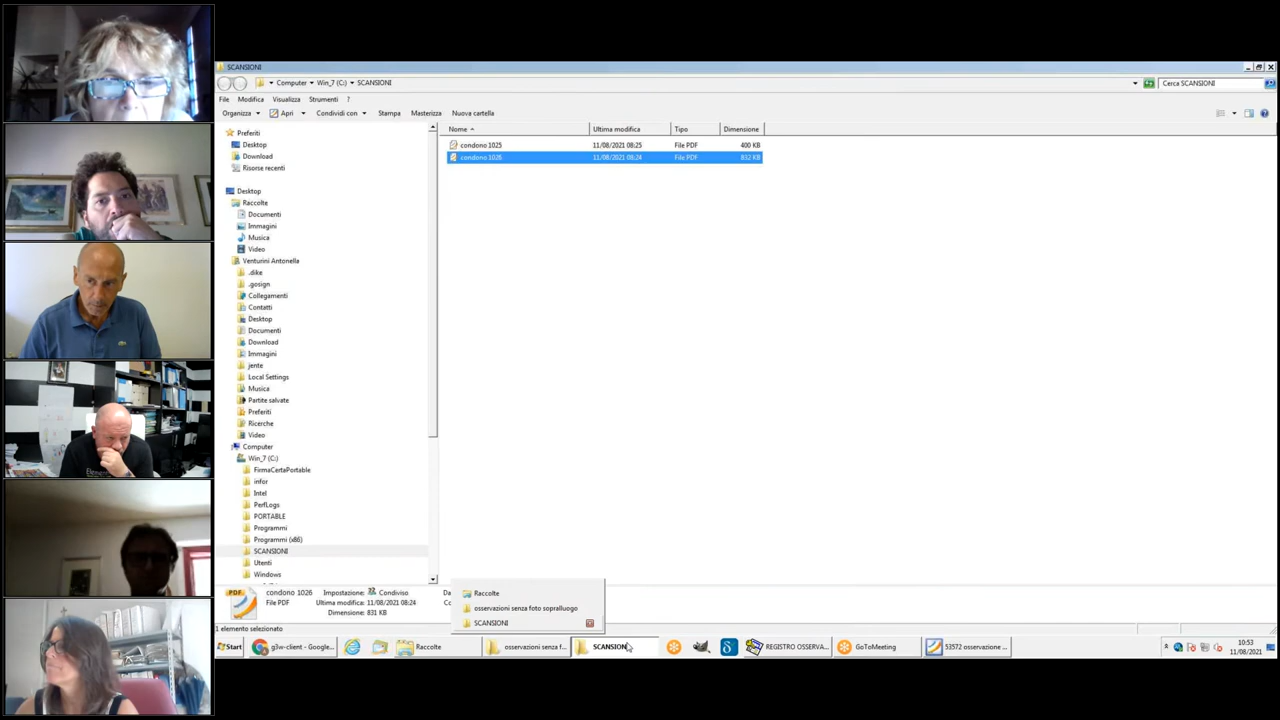 SCANSIONI
Computer Win_7 (C:) SCANSIONI
Cerca SCANSIONI
File Modifica Visualizza Strumenti ?
Organizza Apri Condividi con Stampa Masterizza Nuova cartella
Nome Ultima modifica Tipo Dimensione
condono 1025 11/08/2021 08:25 File PDF 400 KB
condono 1026 11/08/2021 08:24 File PDF 832 KB
Preferiti
Desktop
Download
Risorse recenti
Desktop
Raccolte
Documenti
Immagini
Musica
Video
Venturini Antonella
.dike
.gosign
Collegamenti
Contatti
Desktop
Documenti
Download
Immagini
jente
Local Settings
Musica
Partite salvate
Preferiti
Ricerche
Video
Computer
Win_7 (C:)
FirmaCertaPortable
infor
Intel
PerfLogs
PORTABLE
Programmi
Programmi (x86)
SCANSIONI
Utenti
Windows
PDF
condono 1026 Impostazione: Condiviso
File PDF Ultima modifica: 11/08/2021 08:24
Dimensione: 831 KB
Raccolte
osservazioni senza foto sopralluogo
SCANSIONI
1 elemento selezionato
Start g3w-client - Google... Raccolte osservazioni senza f... SCANSIONI REGISTRO OSSERVA... GoToMeeting 53572 osservazione ...
10:53
11/08/2021